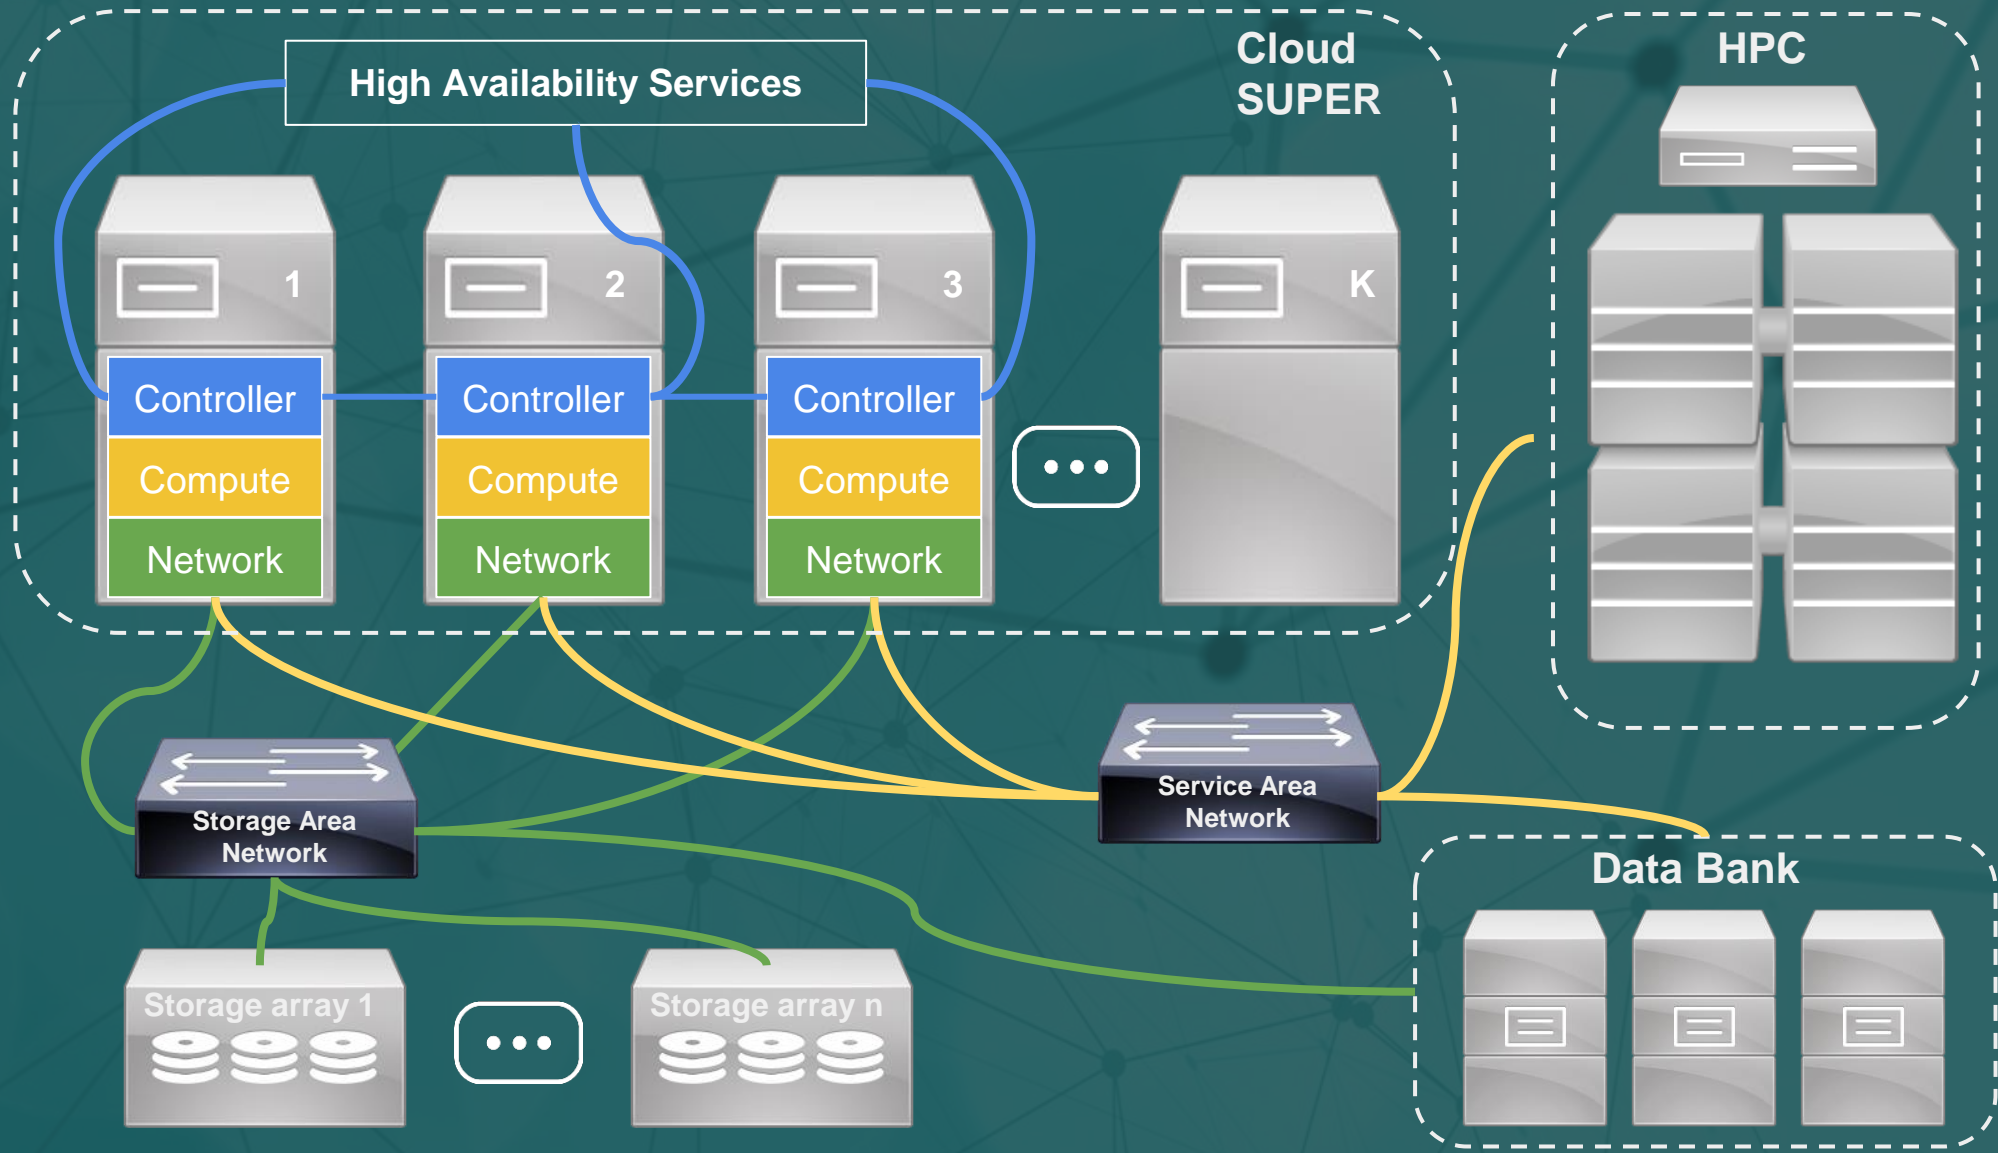 Cloud
SUPER
HPC
High Availability Services
1
2
3
K
Controller
Controller
Controller
Compute
Compute
Compute
Network
Network
Network
Storage Area
Network
Service Area
Network
Data Bank
Storage array 1
Storage array n